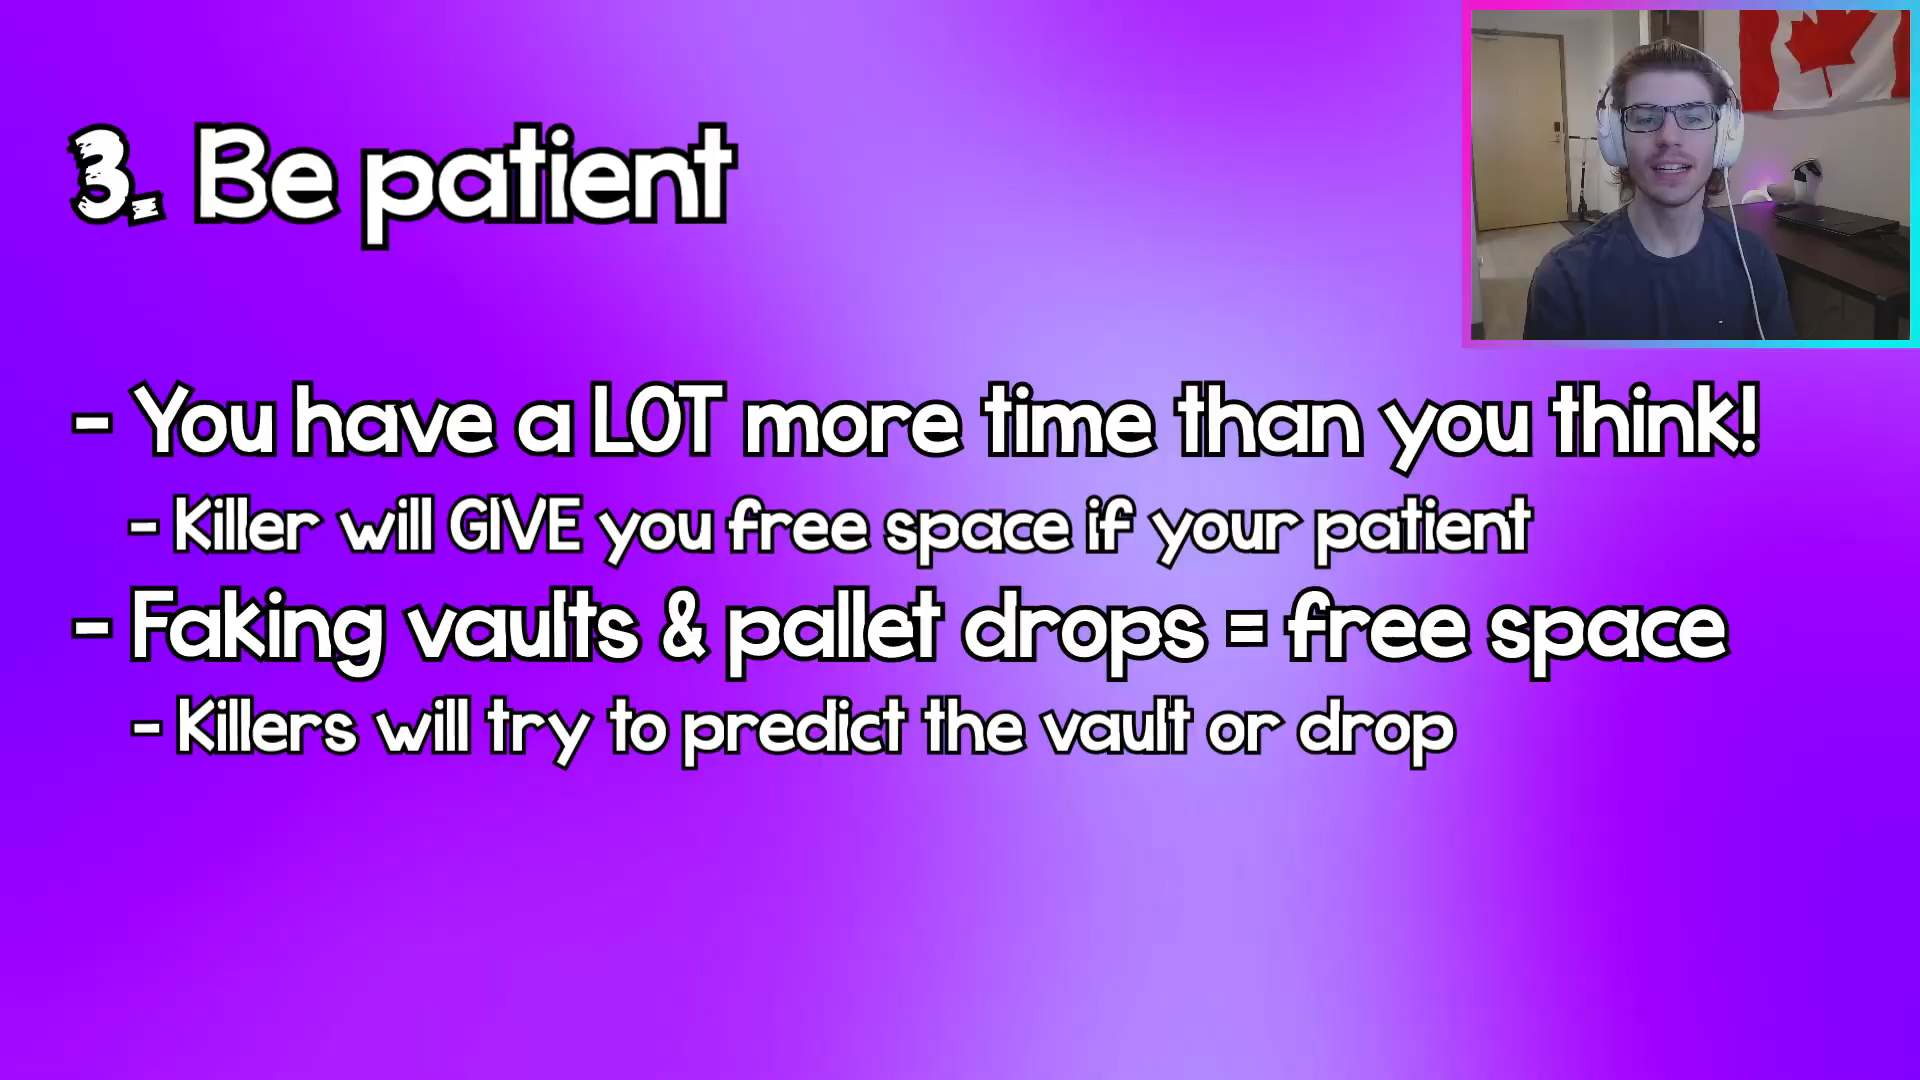 3. Be patient
- You have a LOT more time than you think!
- Killer will GIVE you free space if your patient
- Faking vaults & pallet drops = free space
- Killers will try to predict the vault or drop